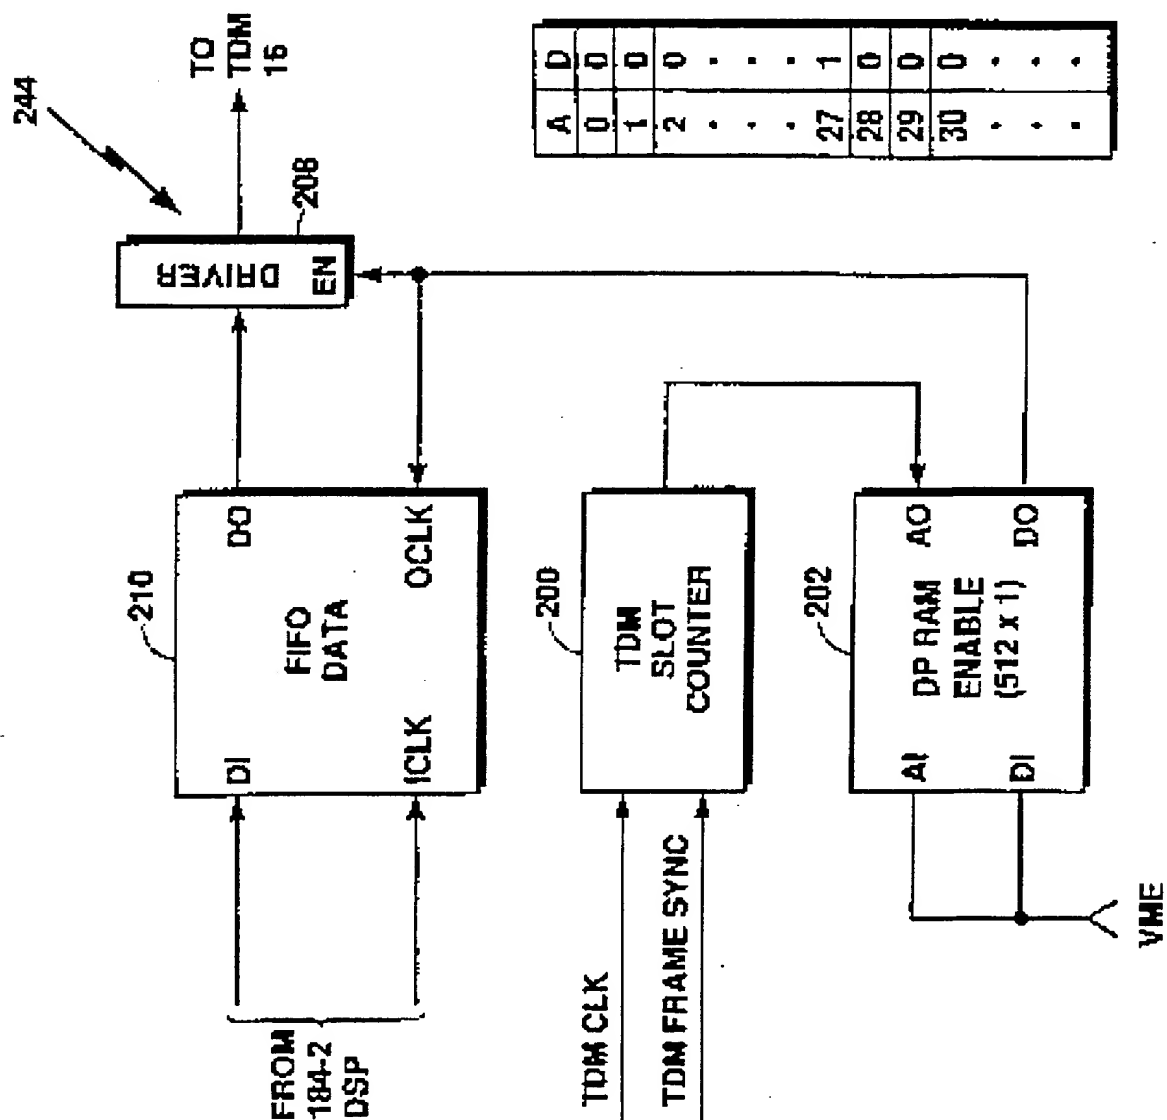 244
TO
TDM
16
DRIVER
EN
208
210
DI
DO
FIFO
DATA
ICLK
OCLK
FROM
184-2
DSP
TDM CLK
TDM FRAME SYNC
200
TDM
SLOT
COUNTER
202
AI
AO
DP RAM
ENABLE
(512 x 1)
DI
DO
VME
A D
0 0
1 0
2 0
. .
. .
. .
27 1
28 0
29 0
30 0
. .
. .
. .